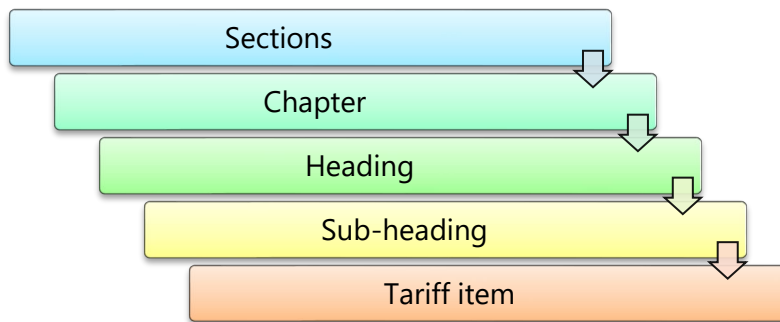 Sections
Chapter
Heading
Sub-heading
Tariff item